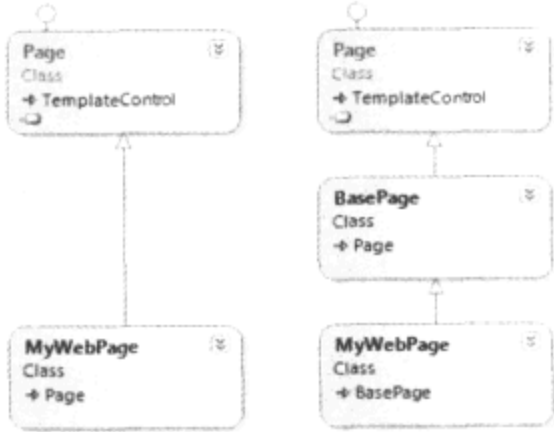 Page
Class
TemplateControl
MyWebPage
Class
Page
Page
Class
TemplateControl
BasePage
Class
Page
MyWebPage
Class
BasePage